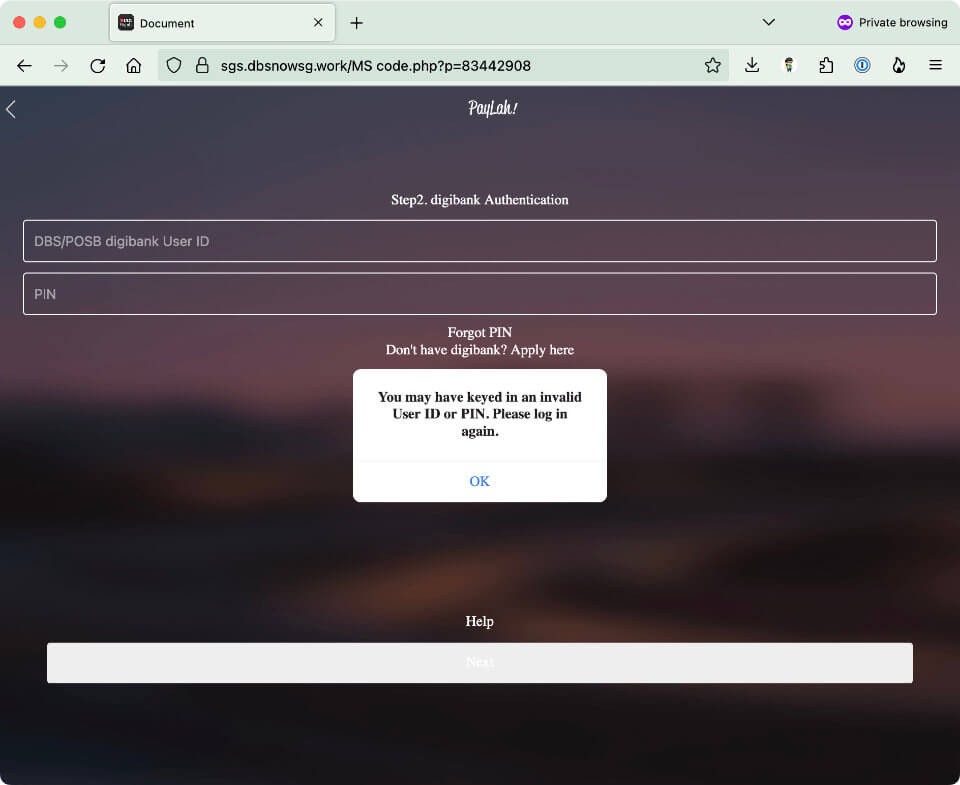 Document
Private browsing
sgs.dbsnowsg.work/MS code.php?p=83442908
PayLah!
Step2. digibank Authentication
DBS/POSB digibank User ID
PIN
Forgot PIN
Don't have digibank? Apply here
You may have keyed in an invalid
User ID or PIN. Please log in
again.
OK
Help
Next